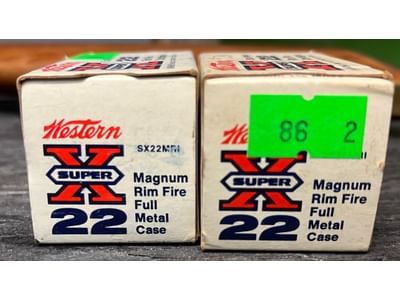 Western
SX22MRI
X
SUPER
22
Magnum
Rim Fire
Full
Metal
Case
86 2
X
SUPER
22
Magnum
Rim Fire
Full
Metal
Case